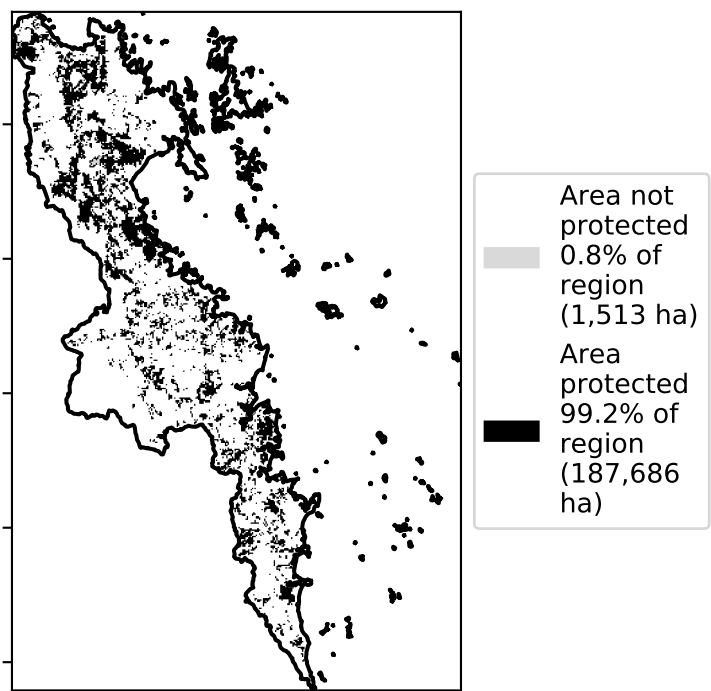 Area not
protected
0.8% of
region
(1,513 ha)
Area
protected
99.2% of
region
(187,686
ha)